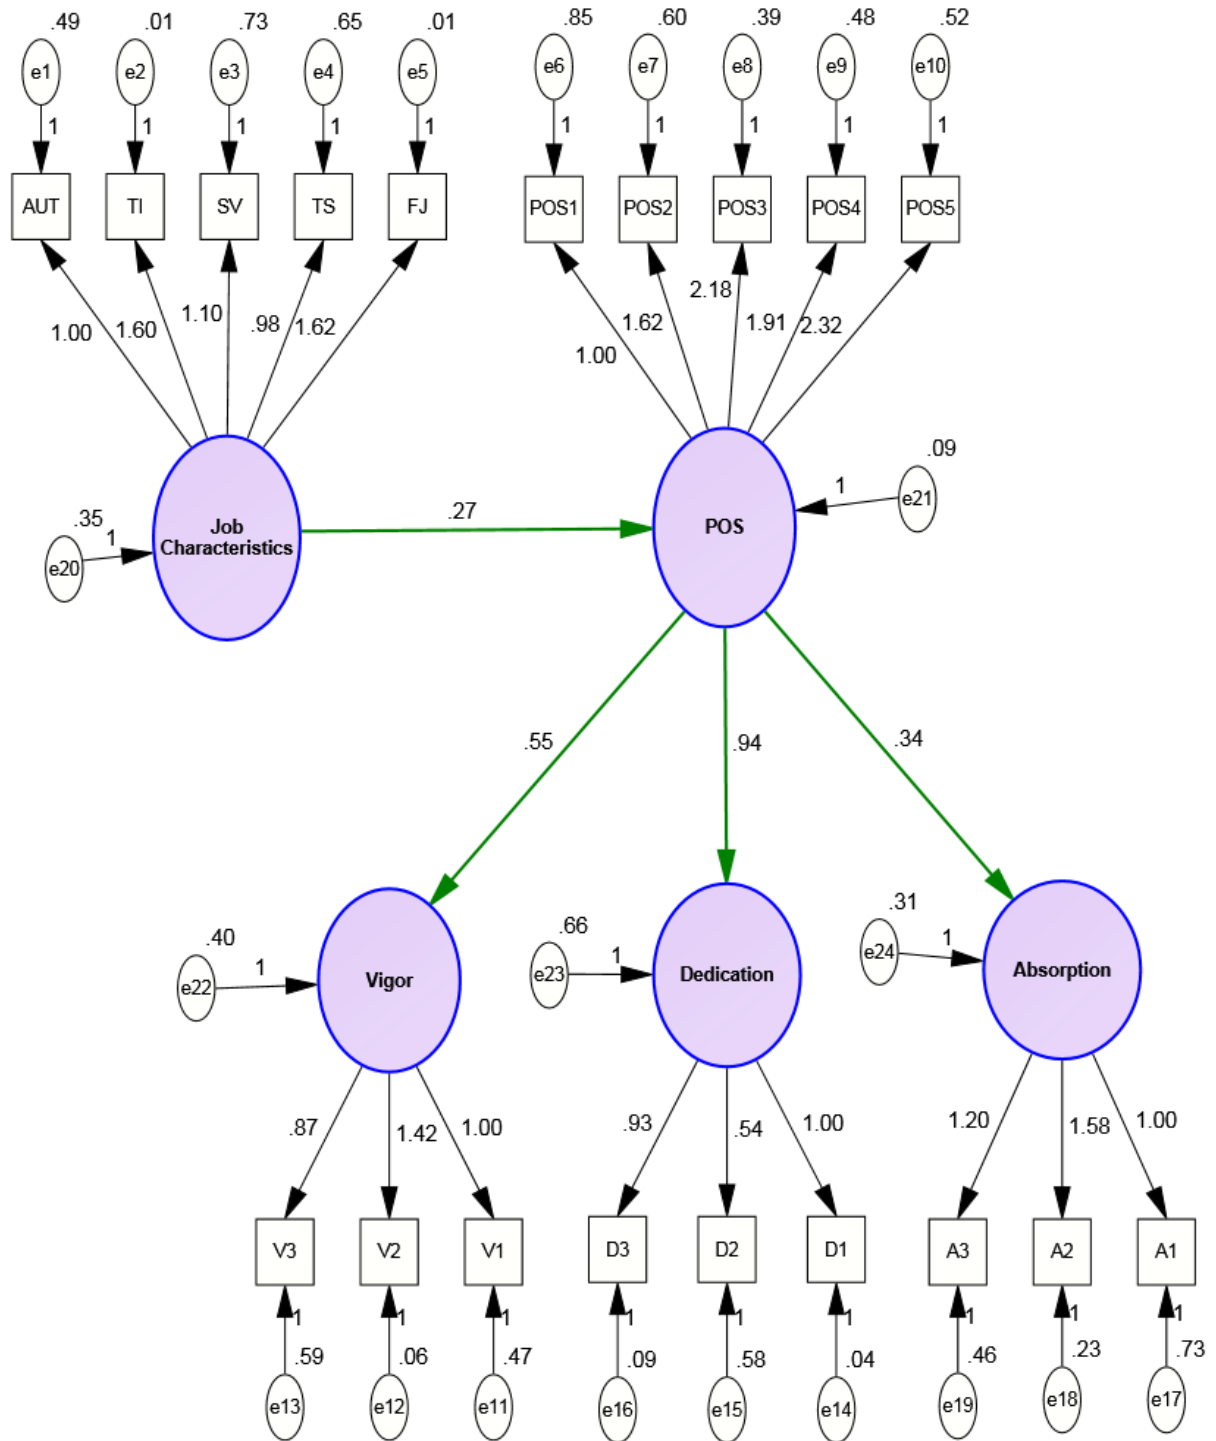 .49 .01 .73 .65 .01 .85 .60 .39 .48 .52
e1 e2 e3 e4 e5 e6 e7 e8 e9 e10
1 1 1 1 1 1 1 1 1 1
AUT TI SV TS FJ POS1 POS2 POS3 POS4 POS5
1.00 1.60 1.10 .98 1.62 1.00 1.62 2.18 1.91 2.32
.35 1 e20
Job
Characteristics
.27
POS
1 .09 e21
.55 .94 .34
.40 1 e22
Vigor
.66 1 e23
Dedication
.31 1 e24
Absorption
.87 1.42 1.00 .93 .54 1.00 1.20 1.58 1.00
V3 V2 V1 D3 D2 D1 A3 A2 A1
1 1 1 1 1 1 1 1 1
.59 .06 .47 .09 .58 .04 .46 .23 .73
e13 e12 e11 e16 e15 e14 e19 e18 e17